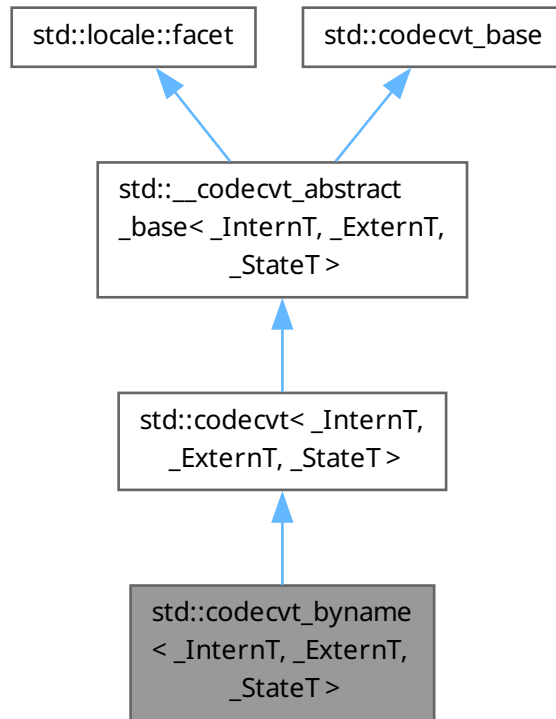 std::locale::facet
std::codecvt_base
std::__codecvt_abstract
_base< _InternT, _ExternT,
_StateT >
std::codecvt< _InternT,
_ExternT, _StateT >
std::codecvt_byname
< _InternT, _ExternT,
_StateT >